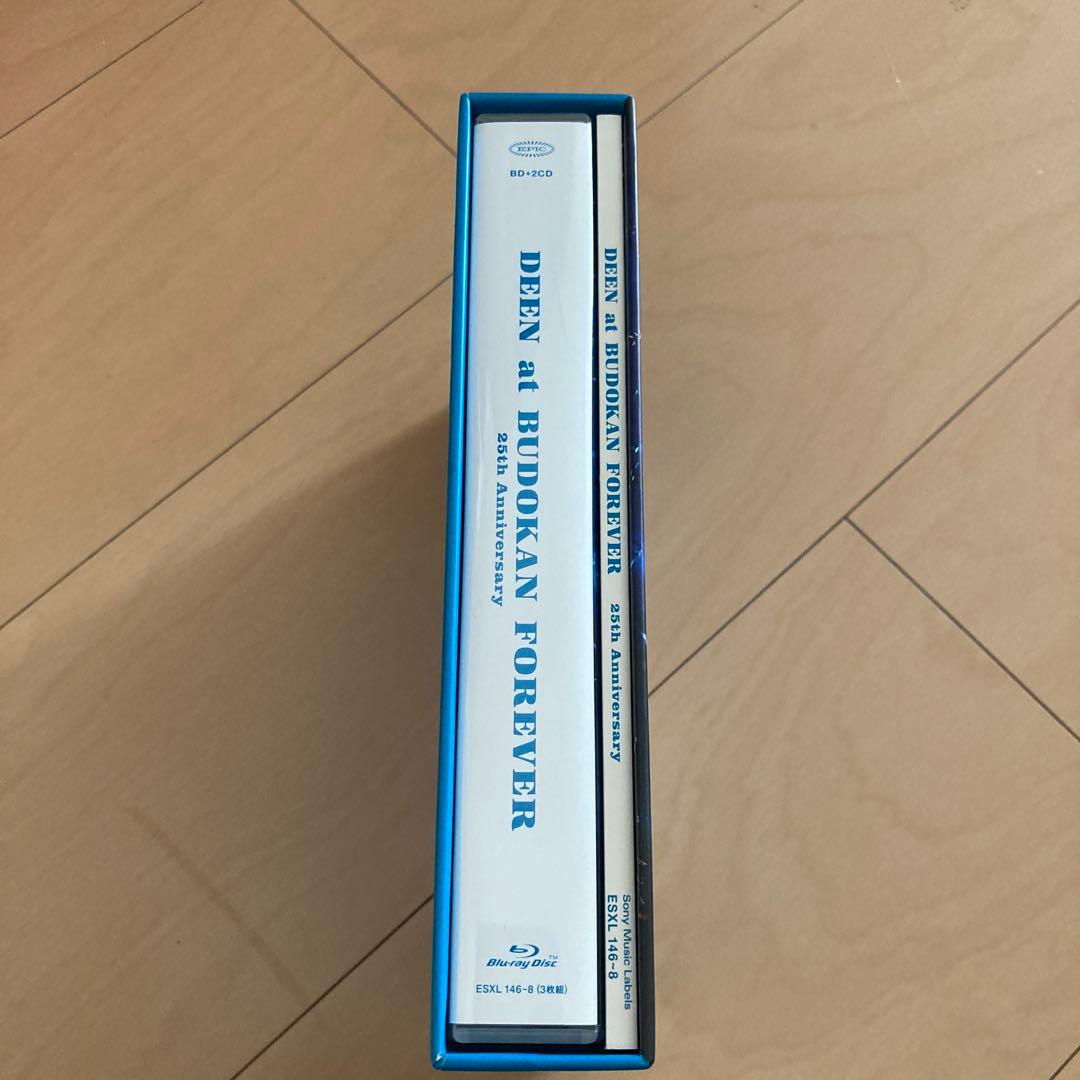 EPIC
BD+2CD
DEEN at BUDOKAN FOREVER
25th Anniversary
Blu-ray Disc™
ESXL 146~8 (3枚組)
DEEN at BUDOKAN FOREVER 25th Anniversary
Sony Music Labels
ESXL 146~8